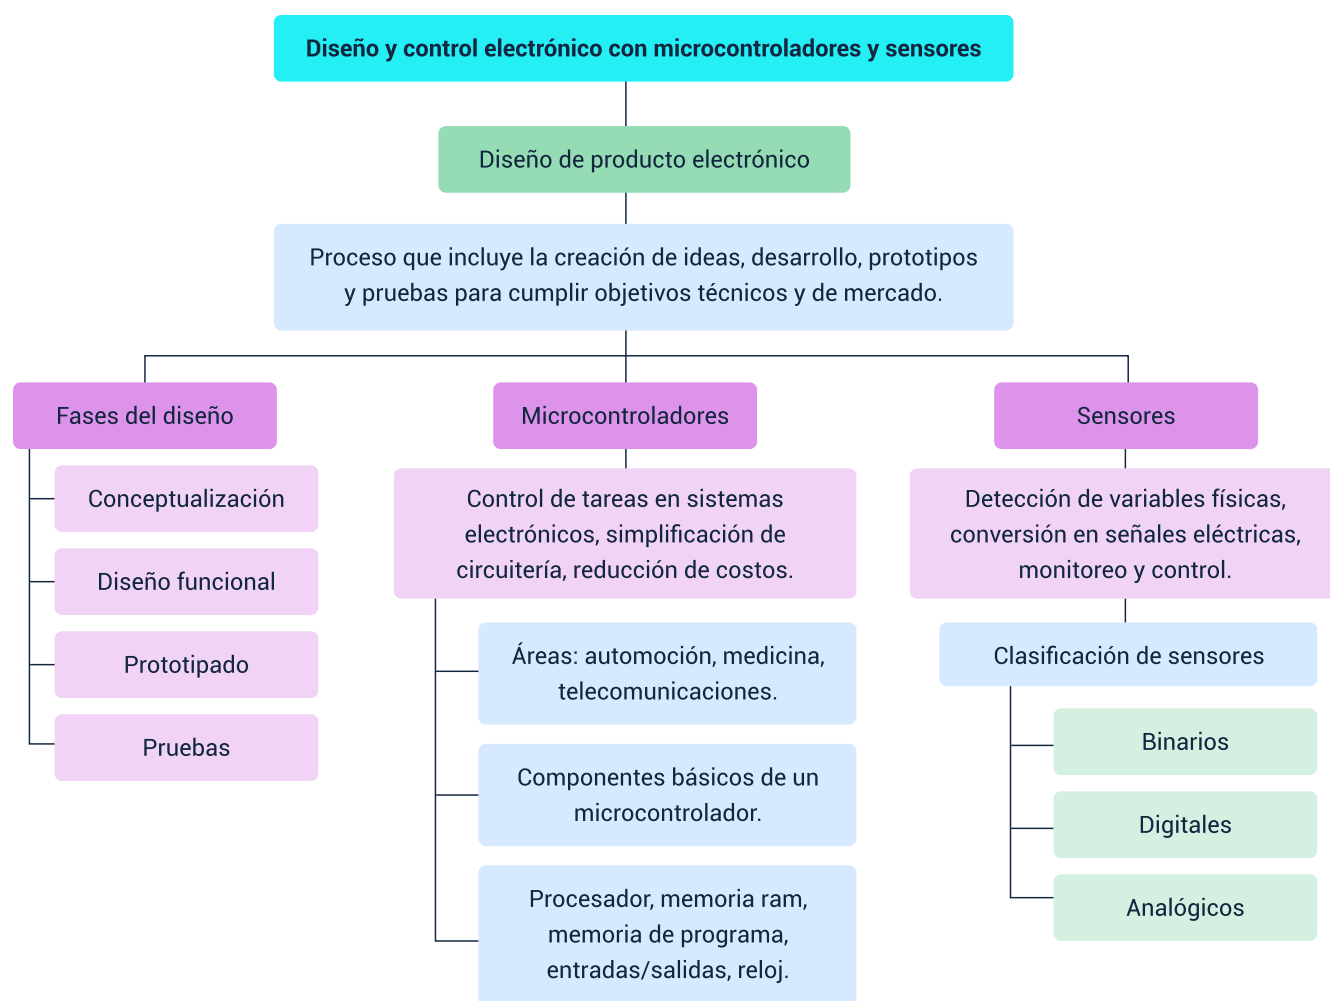 Diseño y control electrónico con microcontroladores y sensores
Diseño de producto electrónico
Proceso que incluye la creación de ideas, desarrollo, prototipos
y pruebas para cumplir objetivos técnicos y de mercado.
Fases del diseño
Conceptualización
Diseño funcional
Prototipado
Pruebas
Microcontroladores
Control de tareas en sistemas
electrónicos, simplificación de
circuitería, reducción de costos.
Áreas: automoción, medicina,
telecomunicaciones.
Componentes básicos de un
microcontrolador.
Procesador, memoria ram,
memoria de programa,
entradas/salidas, reloj.
Sensores
Detección de variables físicas,
conversión en señales eléctricas,
monitoreo y control.
Clasificación de sensores
Binarios
Digitales
Analógicos